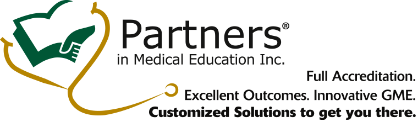 Partners®
in Medical Education Inc.
Full Accreditation.
Excellent Outcomes. Innovative GME.
Customized Solutions to get you there.